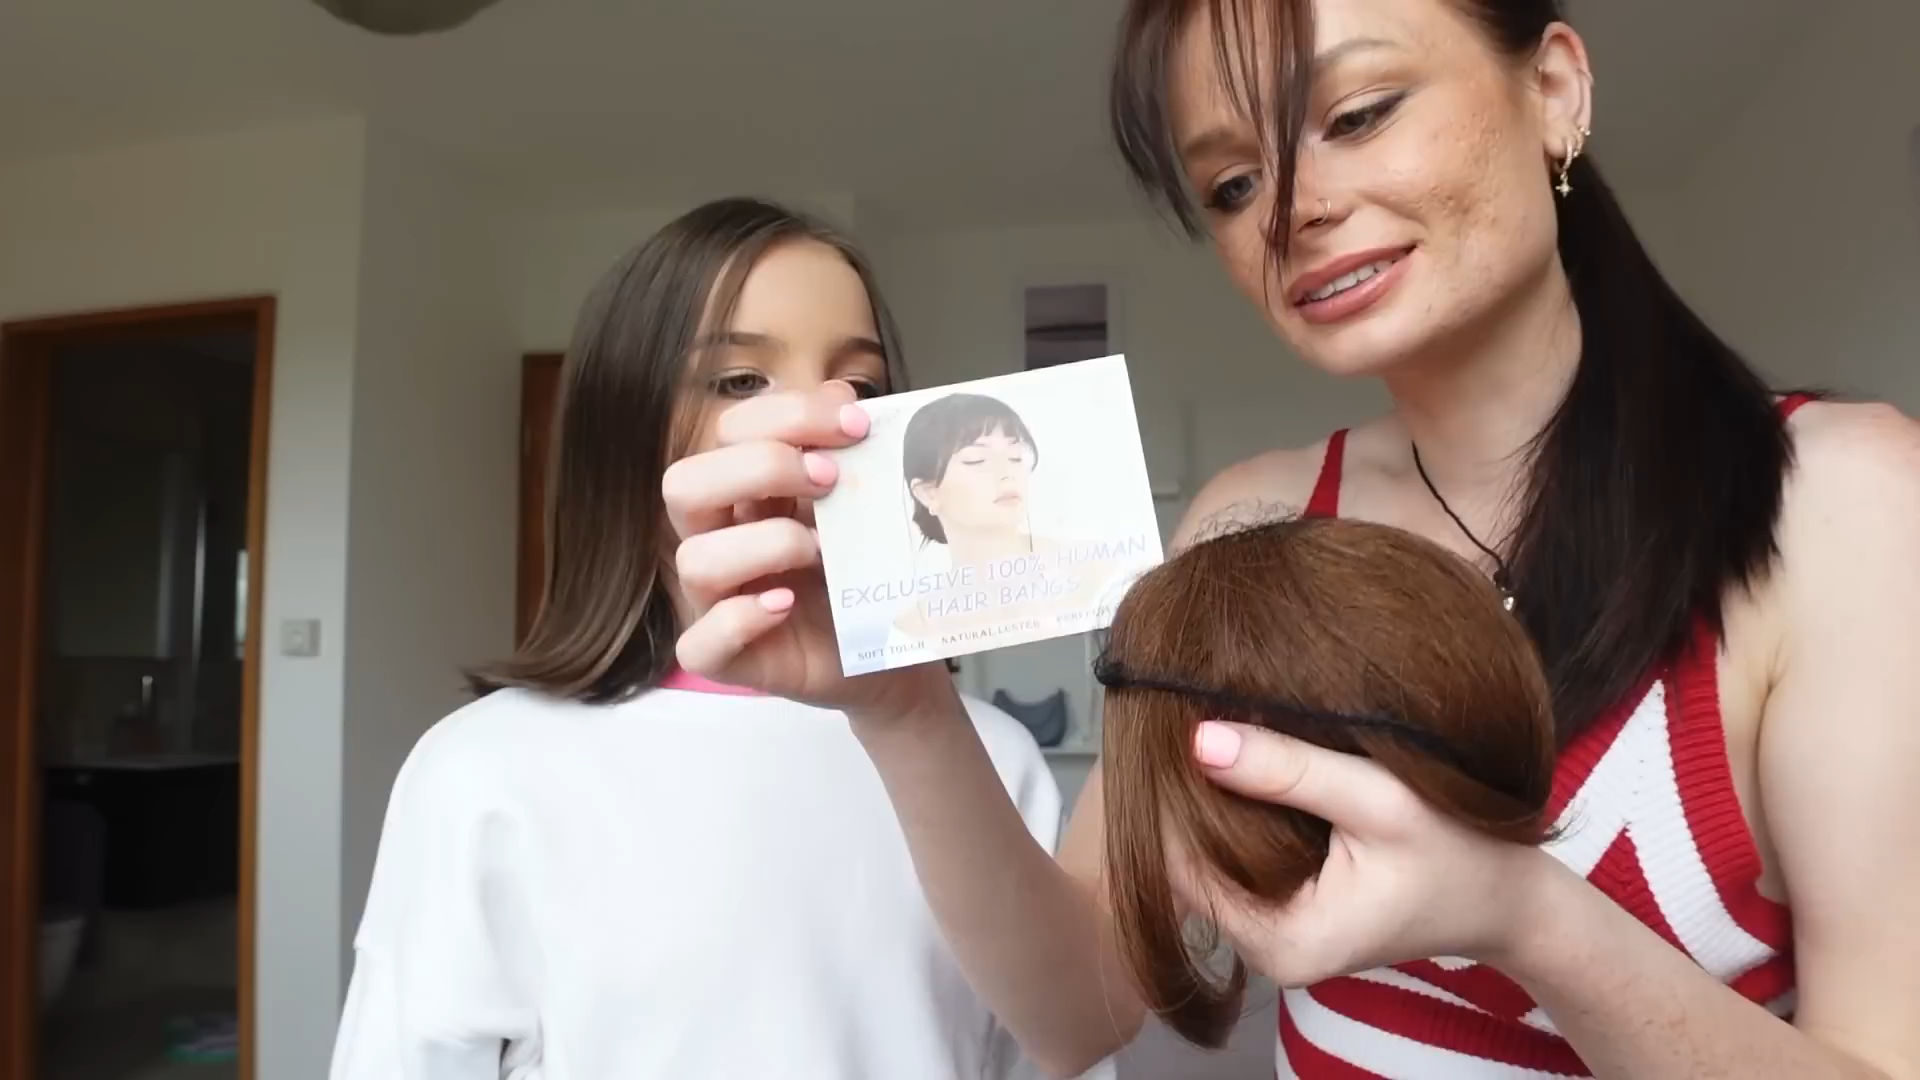 EXCLUSIVE 100% HUMAN
HAIR BANGS
SOFT TOUCH NATURAL LUSTER